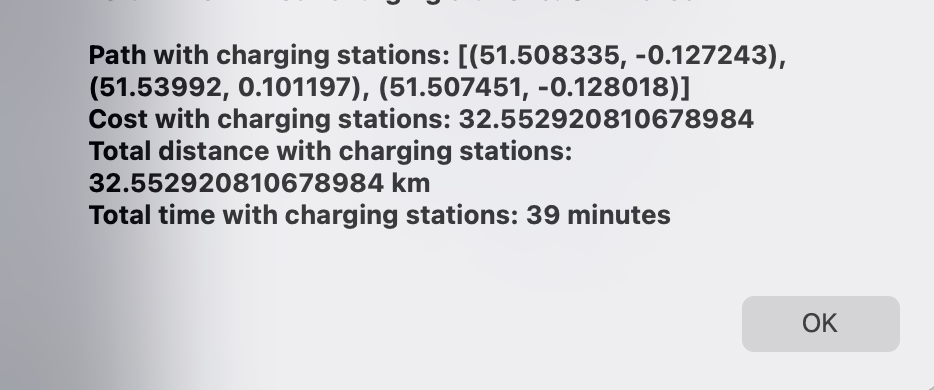 Path with charging stations: [(51.508335, -0.127243),
(51.53992, 0.101197), (51.507451, -0.128018)]
Cost with charging stations: 32.552920810678984
Total distance with charging stations:
32.552920810678984 km
Total time with charging stations: 39 minutes
OK